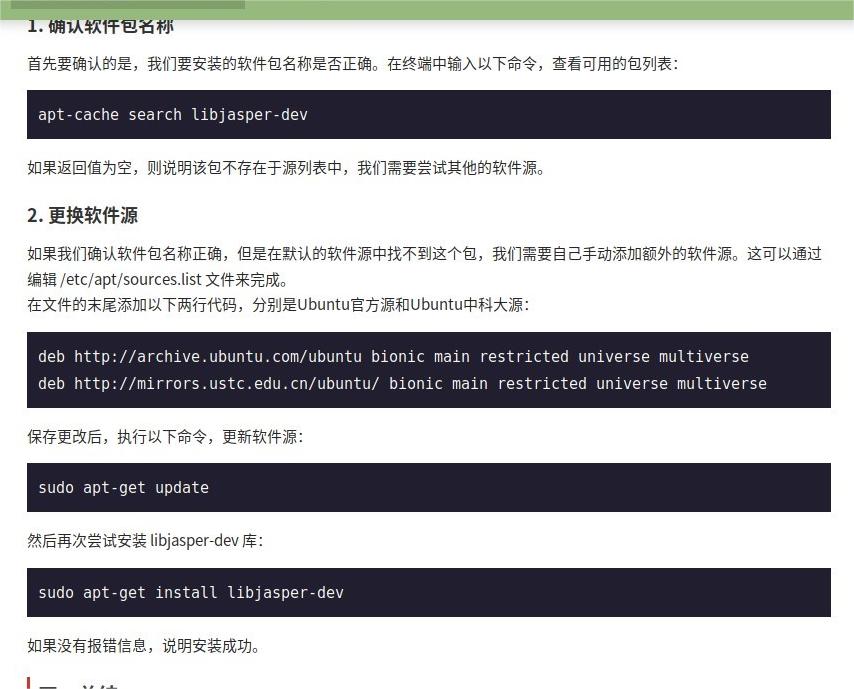 1. 确认软件包名称
首先要确认的是，我们要安装的软件包名称是否正确。在终端中输入以下命令，查看可用的包列表：
apt-cache search libjasper-dev
如果返回值为空，则说明该包不存在于源列表中，我们需要尝试其他的软件源。
2. 更换软件源
如果我们确认软件包名称正确，但是在默认的软件源中找不到这个包，我们需要自己手动添加额外的软件源。这可以通过
编辑 /etc/apt/sources.list 文件来完成。
在文件的末尾添加以下两行代码，分别是Ubuntu官方源和Ubuntu中科大源：
deb http://archive.ubuntu.com/ubuntu bionic main restricted universe multiverse
deb http://mirrors.ustc.edu.cn/ubuntu/ bionic main restricted universe multiverse
保存更改后，执行以下命令，更新软件源：
sudo apt-get update
然后再次尝试安装 libjasper-dev 库：
sudo apt-get install libjasper-dev
如果没有报错信息，说明安装成功。